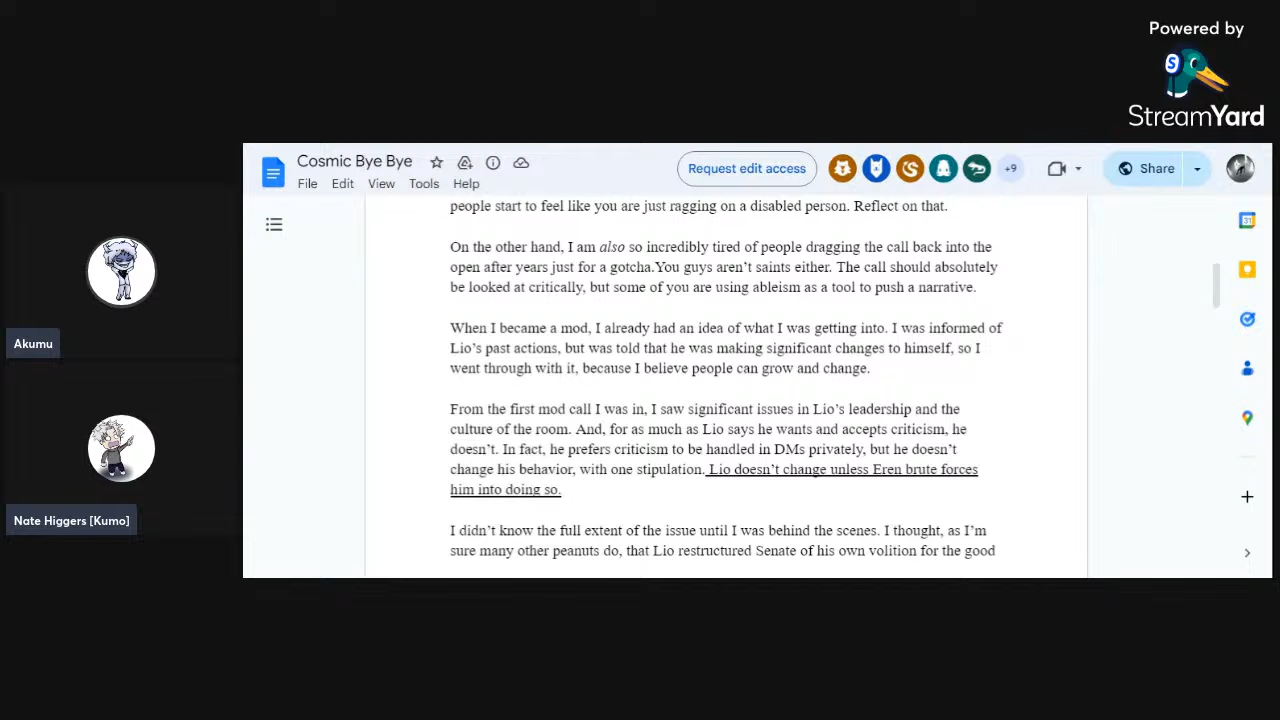 Powered by
S
StreamYard
Cosmic Bye Bye
File Edit View Tools Help
Request edit access
+9
Share
people start to feel like you are just ragging on a disabled person. Reflect on that.
On the other hand, I am also so incredibly tired of people dragging the call back into the
open after years just for a gotcha.You guys aren’t saints either. The call should absolutely
be looked at critically, but some of you are using ableism as a tool to push a narrative.
When I became a mod, I already had an idea of what I was getting into. I was informed of
Lio’s past actions, but was told that he was making significant changes to himself, so I
went through with it, because I believe people can grow and change.
From the first mod call I was in, I saw significant issues in Lio’s leadership and the
culture of the room. And, for as much as Lio says he wants and accepts criticism, he
doesn’t. In fact, he prefers criticism to be handled in DMs privately, but he doesn’t
change his behavior, with one stipulation. Lio doesn’t change unless Eren brute forces
him into doing so.
I didn’t know the full extent of the issue until I was behind the scenes. I thought, as I’m
sure many other peanuts do, that Lio restructured Senate of his own volition for the good
Akumu
Nate Higgers [Kumo]
31